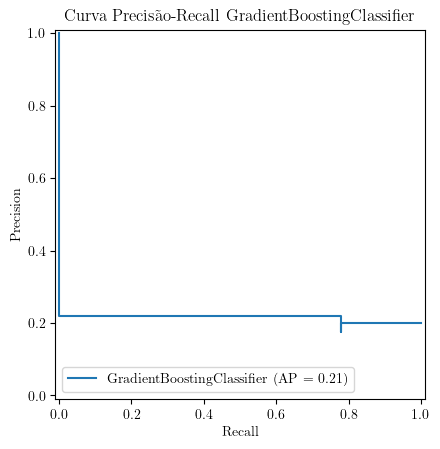 Curva Precisão-Recall GradientBoostingClassifier
1.0
0.8
0.6
0.4
0.2
0.0
Precision
GradientBoostingClassifier (AP = 0.21)
0.0 0.2 0.4 0.6 0.8 1.0
Recall